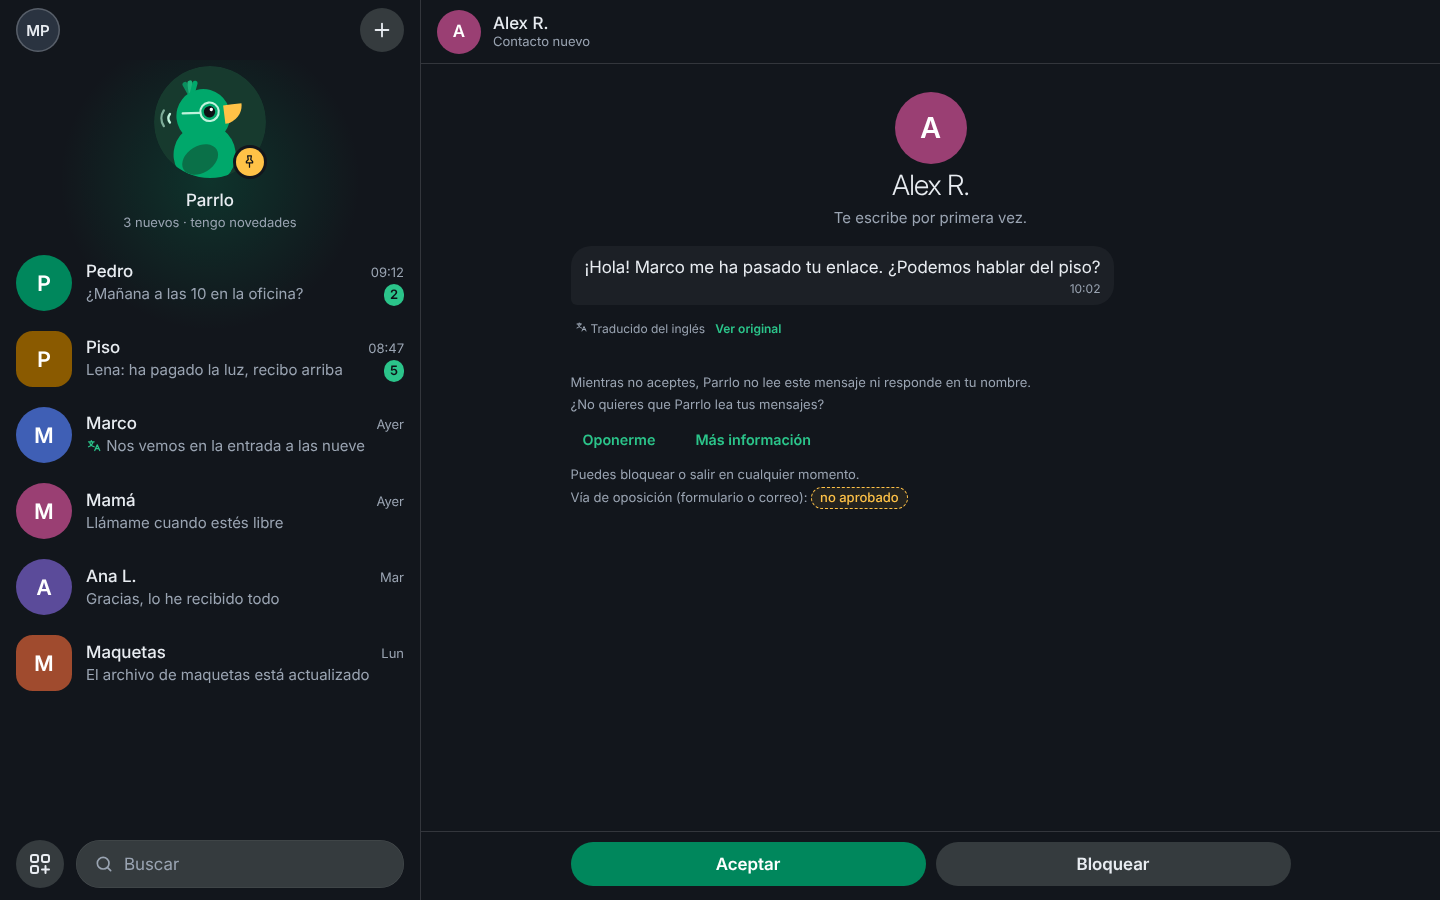 MP
Parrlo
3 nuevos · tengo novedades
P
Pedro
09:12
¿Mañana a las 10 en la oficina?
2
P
Piso
08:47
Lena: ha pagado la luz, recibo arriba
5
M
Marco
Ayer
Nos vemos en la entrada a las nueve
M
Mamá
Ayer
Llámame cuando estés libre
A
Ana L.
Mar
Gracias, lo he recibido todo
M
Maquetas
Lun
El archivo de maquetas está actualizado
Buscar
A
Alex R.
Contacto nuevo
A
Alex R.
Te escribe por primera vez.
¡Hola! Marco me ha pasado tu enlace. ¿Podemos hablar del piso?
10:02
Traducido del inglés Ver original
Mientras no aceptes, Parrlo no lee este mensaje ni responde en tu nombre.
¿No quieres que Parrlo lea tus mensajes?
Oponerme Más información
Puedes bloquear o salir en cualquier momento.
Vía de oposición (formulario o correo): no aprobado
Aceptar Bloquear